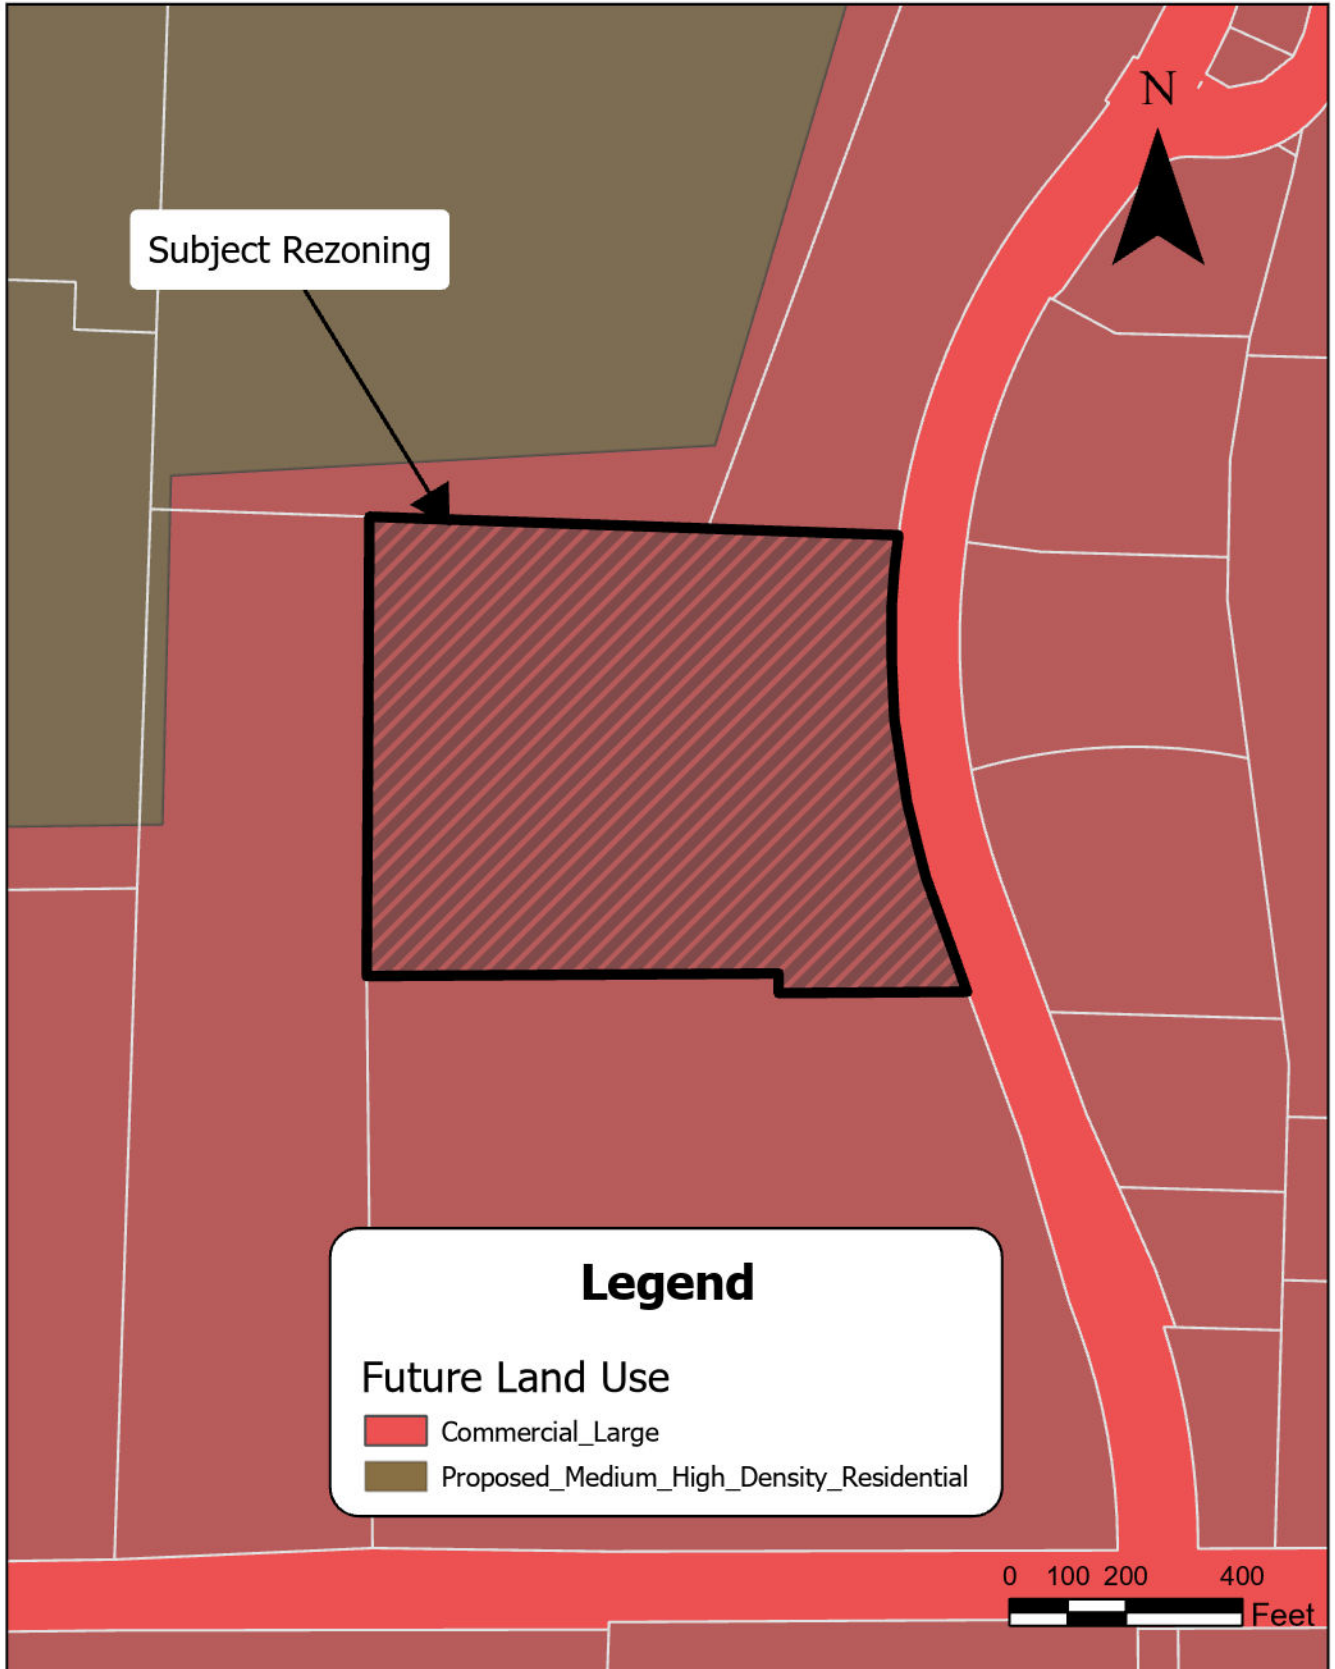 N
Subject Rezoning
Legend
Future Land Use
Commercial_Large
Proposed_Medium_High_Density_Residential
0 100 200 400
Feet